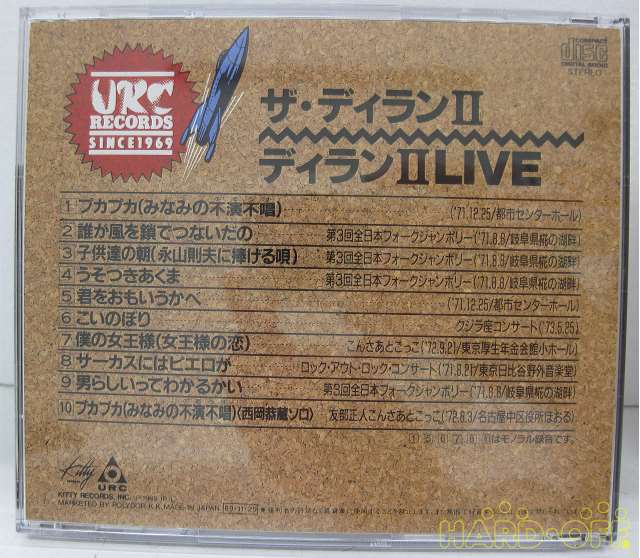 URC
RECORDS
SINCE1969
COMPACT
disc
DIGITAL AUDIO
STEREO
ザ・ディランⅡ
ディランⅡLIVE
1 プカプカ(みなみの不演不唱) ('71.12.25/都市センターホール)
2 誰が風を鎖でつないだの 第3回全日本フォークジャンボリー('71.8.8/岐阜県椛の湖畔)
3 子供達の朝(永山則夫に捧ける唄) 第3回全日本フォークジャンボリー('71.8.8/岐阜県椛の湖畔)
4 うそつきあくま 第3回全日本フォークジャンボリー('71.8.8/岐阜県椛の湖畔)
5 君をおもいうかべ ('71.12.25/都市センターホール)
6 こいのぼり クジラ座コンサート('73.5.25)
7 僕の女王様(女王様の恋) こんさあとこっこ('72.9.21/東京厚生年金会館小ホール)
8 サーカスにはピエロが ロック・アウト・ロック・コンサート('71.8.21/東京日比谷野外音楽堂)
9 男らしいってわかるかい 第3回全日本フォークジャンボリー('71.8.8/岐阜県椛の湖畔)
10 プカプカ(みなみの不演不唱)〈西岡恭蔵ソロ〉 友部正人こんさあとこっこ('72.8.3/名古屋中区役所ほおる)
はモノラル録音です。
Kitty
URC
KITTY RECORDS, INC.
MARKETED BY POLYDOR K.K. MADE IN JAPAN 89・11・25
HARD-OFF